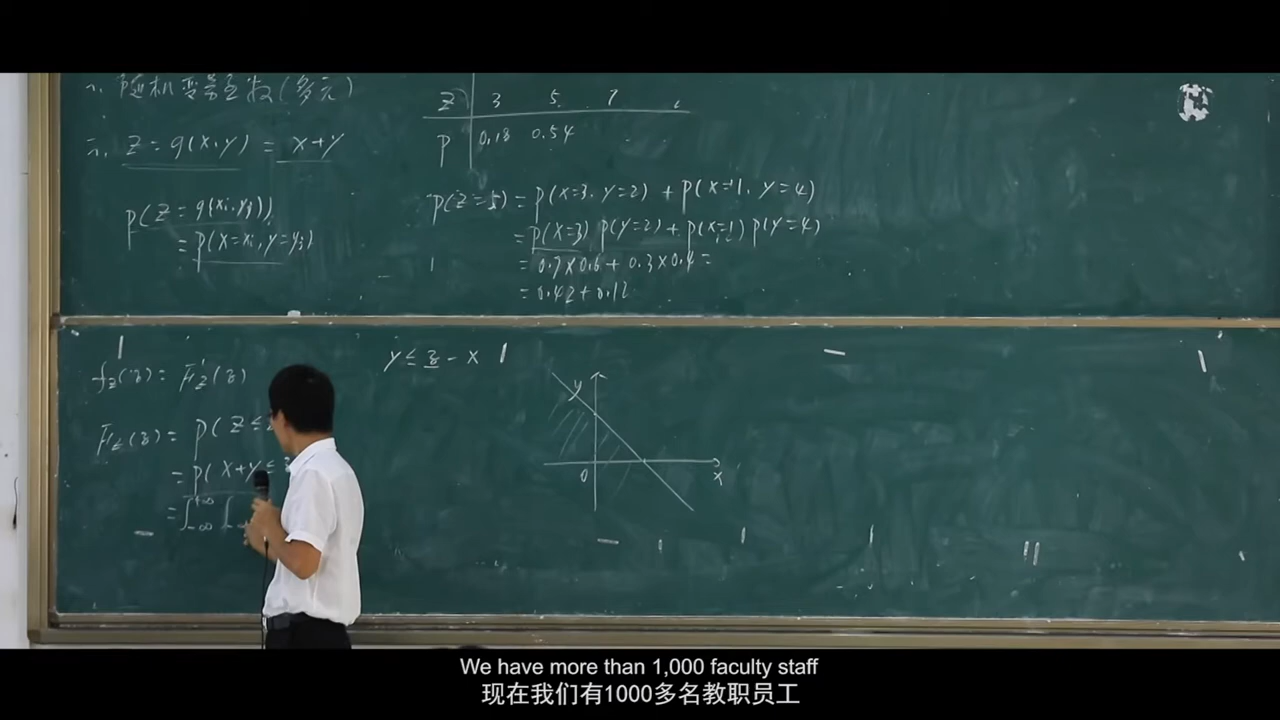 一、随机变量函数(多元)
二、Z = g(X,Y) = X+Y
P(Z=g(xi,yj))
= P(X=xi,Y=yj)
Z 3 5 7
P 0.18 0.54
P(Z=5) = P(X=3, Y=2) + P(X=1, Y=4)
= P(X=3) P(Y=2) + P(X=1) P(Y=4)
= 0.7×0.6 + 0.3×0.4 =
= 0.42+0.12
fZ(z) = F'Z(z)
FZ(z) = P(Z ≤
= P(X+Y ≤
= ∫
y ≤ z - x
y
0
x
We have more than 1,000 faculty staff
现在我们有1000多名教职员工